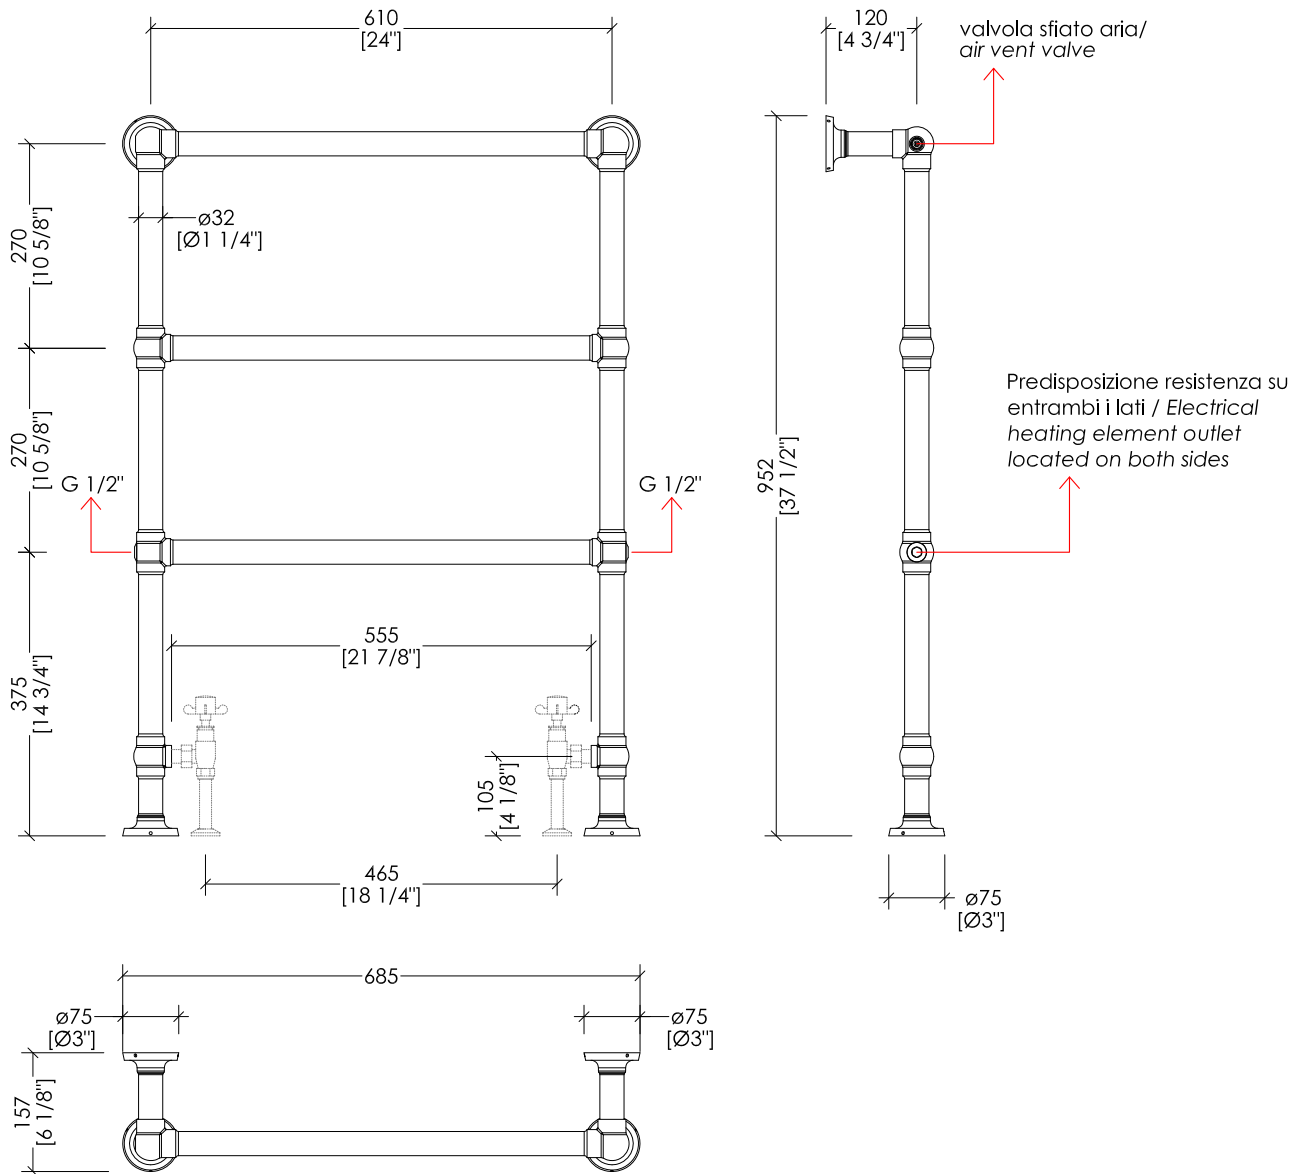 610
[24"]
120
[4 3/4"]
valvola sfiato aria/
air vent valve
ø32
[Ø1 1/4"]
270
[10 5/8"]
270
[10 5/8"]
G 1/2"
G 1/2"
952
[37 1/2"]
Predisposizione resistenza su
entrambi i lati / Electrical
heating element outlet
located on both sides
555
[21 7/8"]
375
[14 3/4"]
105
[4 1/8"]
465
[18 1/4"]
ø75
[Ø3"]
685
ø75
[Ø3"]
ø75
[Ø3"]
157
[6 1/8"]